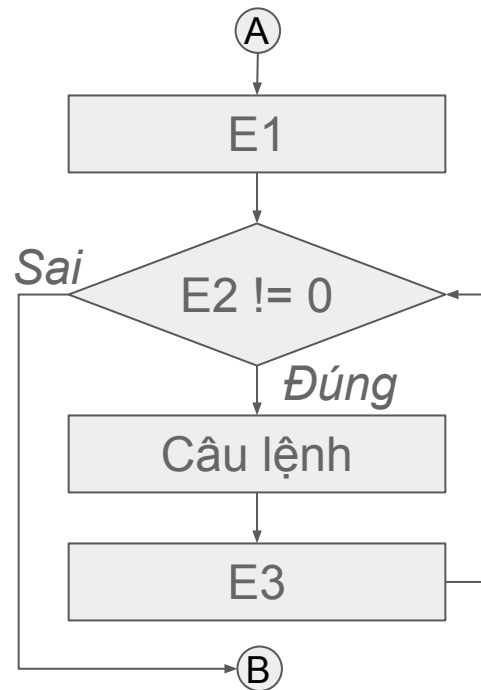 A
E1
Sai
E2 != 0
Đúng
Câu lệnh
E3
B